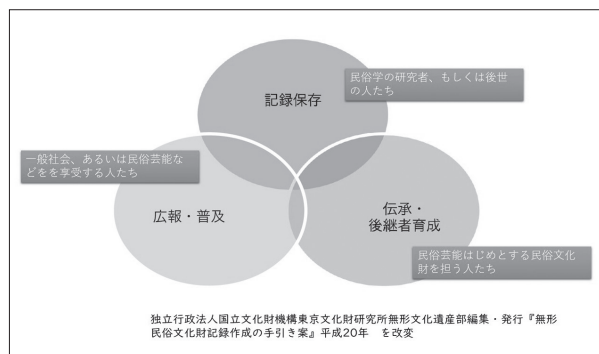 記録保存
民俗学の研究者、もしくは後世
の人たち
一般社会、あるいは民俗芸能な
どをを享受する人たち
広報・普及
伝承・
後継者育成
民俗芸能はじめとする民俗文化
財を担う人たち
独立行政法人国立文化財機構東京文化財研究所無形文化遺産部編集・発行『無形
民俗文化財記録作成の手引き案』平成20年　を改変